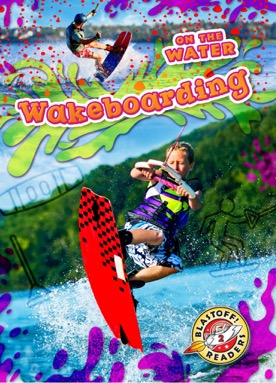 ON THE
WATER
Wakeboarding
BLASTOFF!
2
READERS